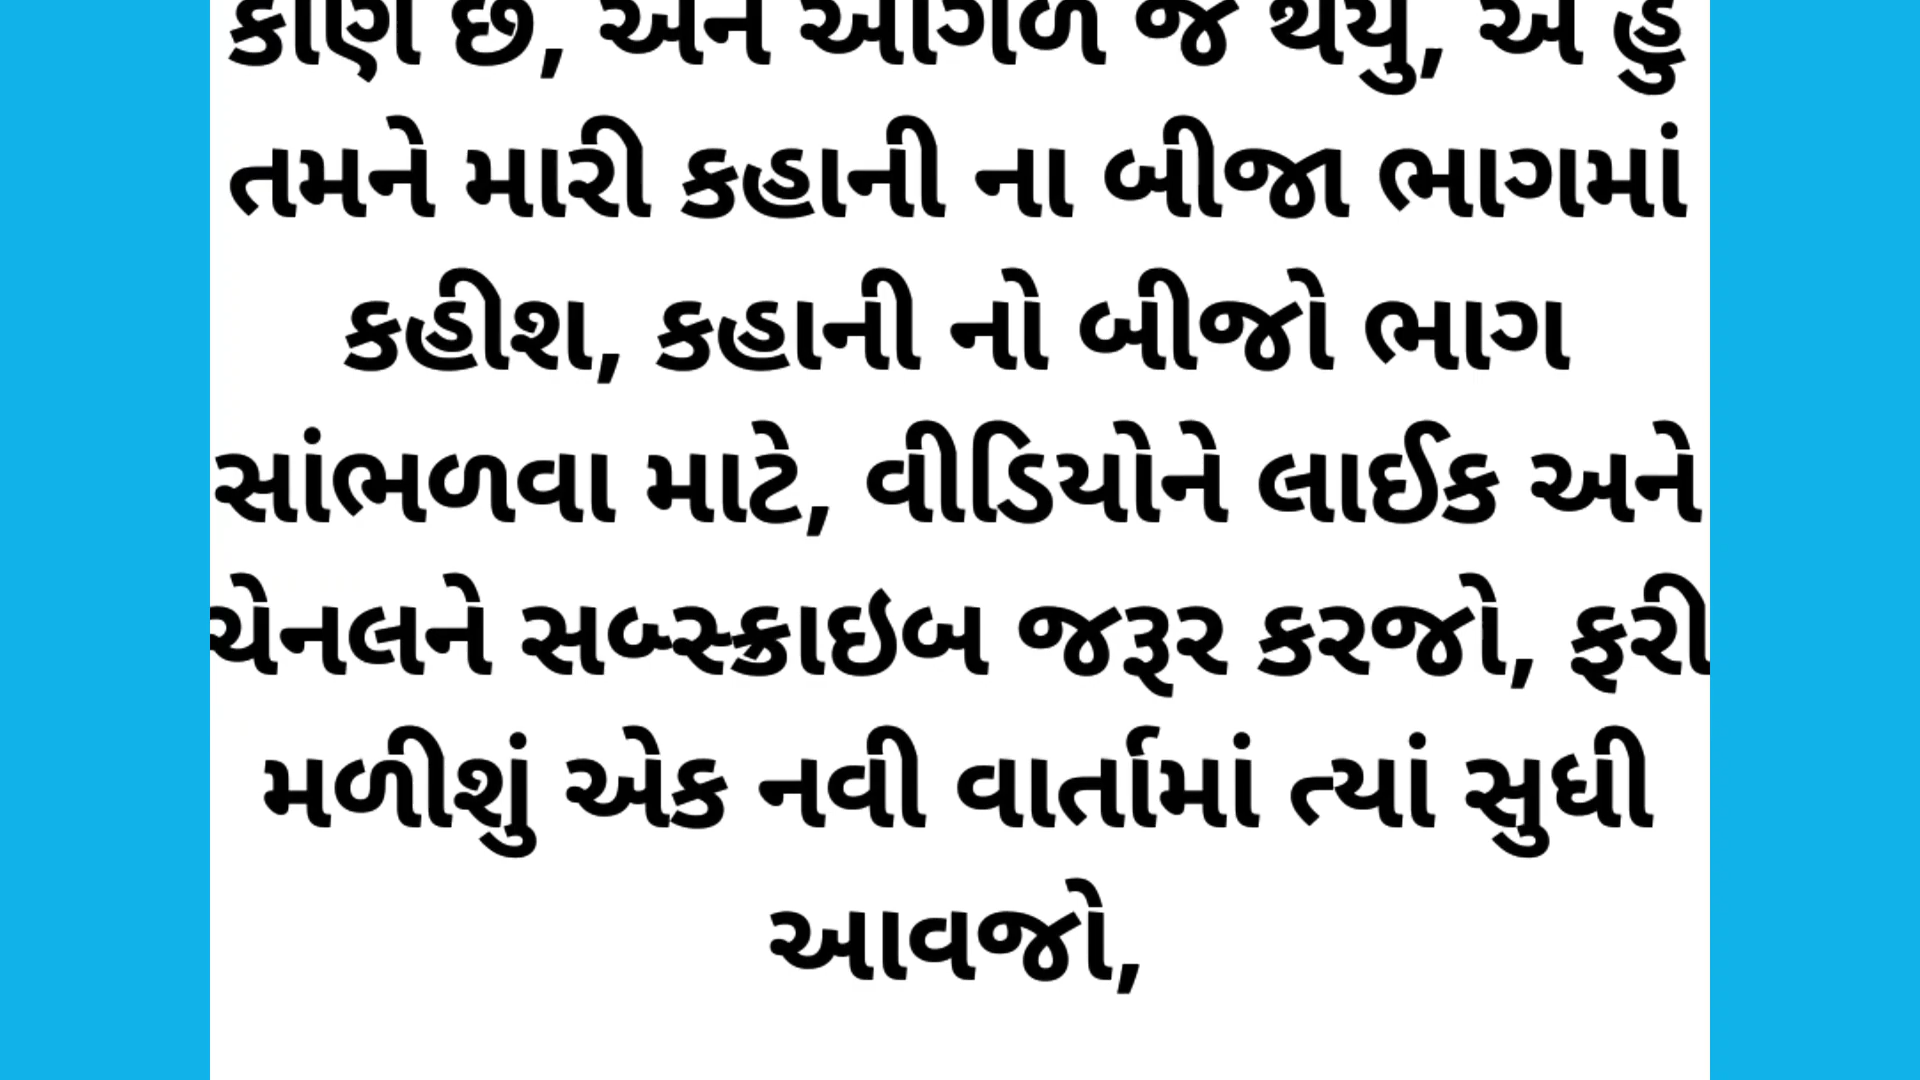 કોણ છે, અને આગળ જે થયું, એ હું
તમને મારી કહાની ના બીજા ભાગમાં
કહીશ, કહાની નો બીજો ભાગ
સાંભળવા માટે, વીડિયોને લાઈક અને
ચેનલને સબ્સ્ક્રાઇબ જરૂર કરજો, ફરી
મળીશું એક નવી વાર્તામાં ત્યાં સુધી
આવજો,